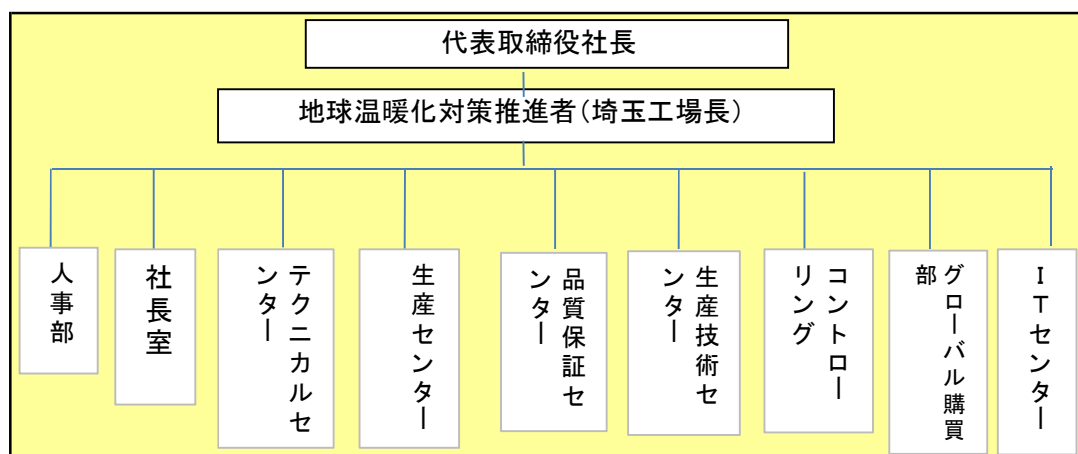 代表取締役社長
地球温暖化対策推進者(埼玉工場長)
人事部
社長室
テクニカルセ
ンター
生産センター
品質保証セ
ンター
生産技術セ
ンター
コントロー
リング
グローバル購買
部
ITセンター